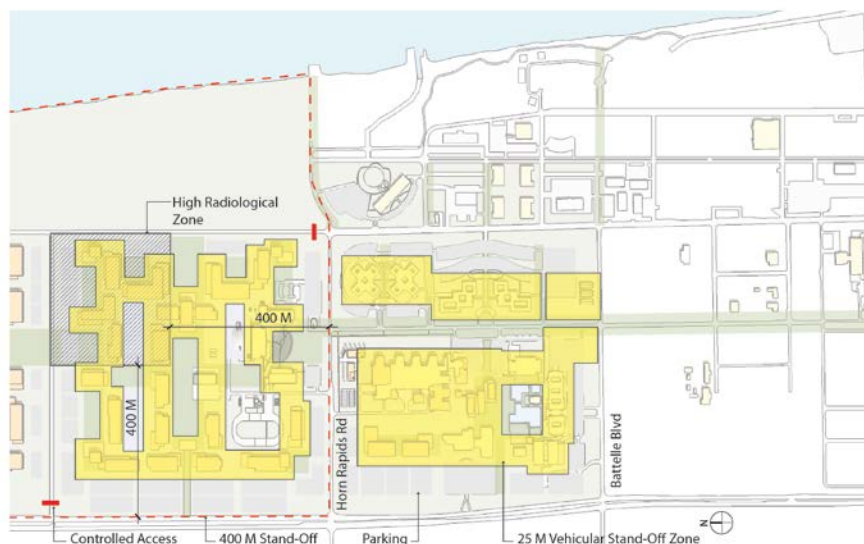 High Radiological
Zone
400 M
400 M
Horn Rapids Rd
Battelle Blvd
N
Controlled Access
400 M Stand-Off
Parking
25 M Vehicular Stand-Off Zone